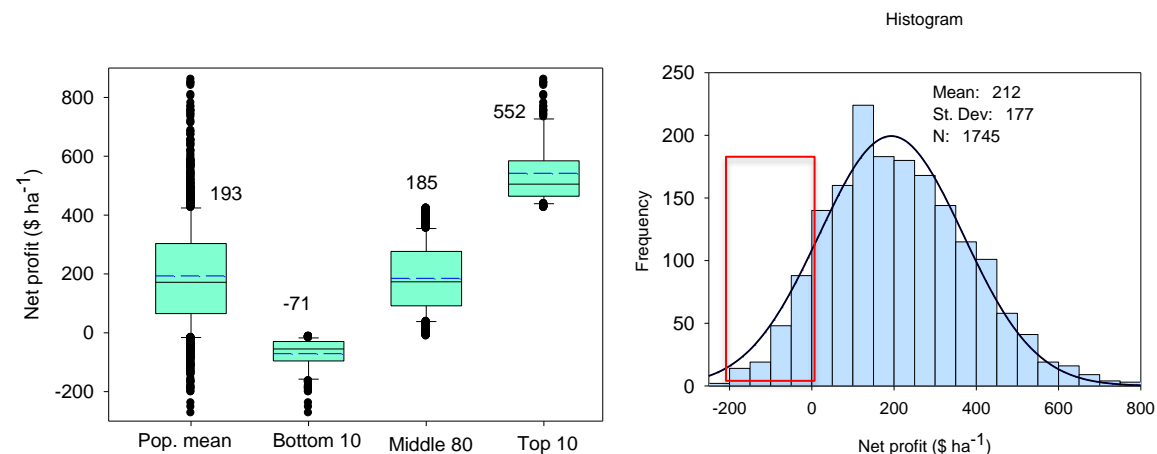 Net profit ($ ha-1)
800
600
400
200
0
-200
193
-71
185
552
Pop. mean
Bottom 10
Middle 80
Top 10
Histogram
Mean: 212
St. Dev: 177
N: 1745
Frequency
250
200
150
100
50
0
-200
0
200
400
600
800
Net profit ($ ha-1)